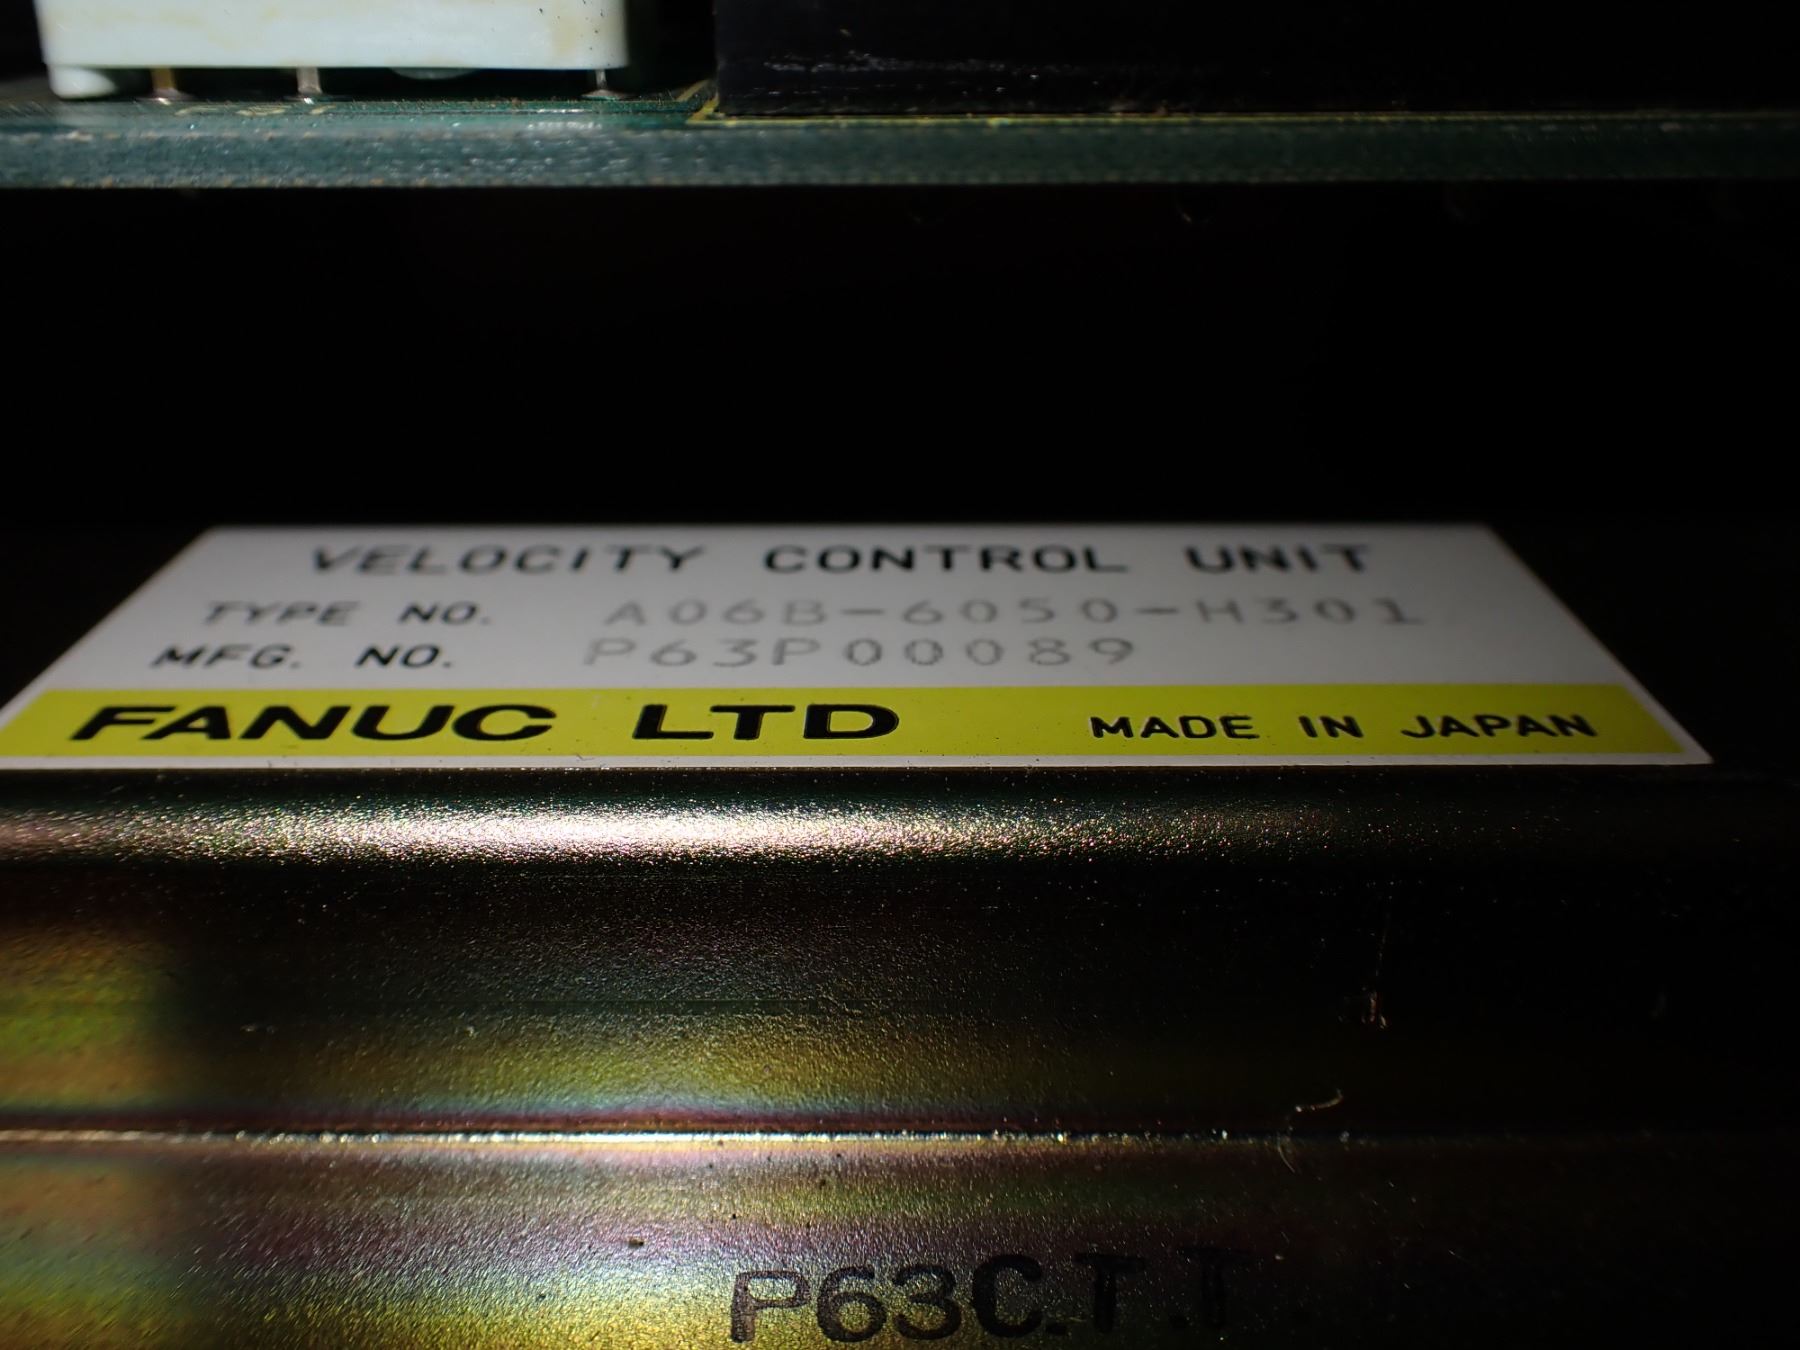 VELOCITY CONTROL UNIT
TYPE NO. A06B-6050-H301
MFG. NO. P63P00089
FANUC LTD MADE IN JAPAN
P63C.T.T.